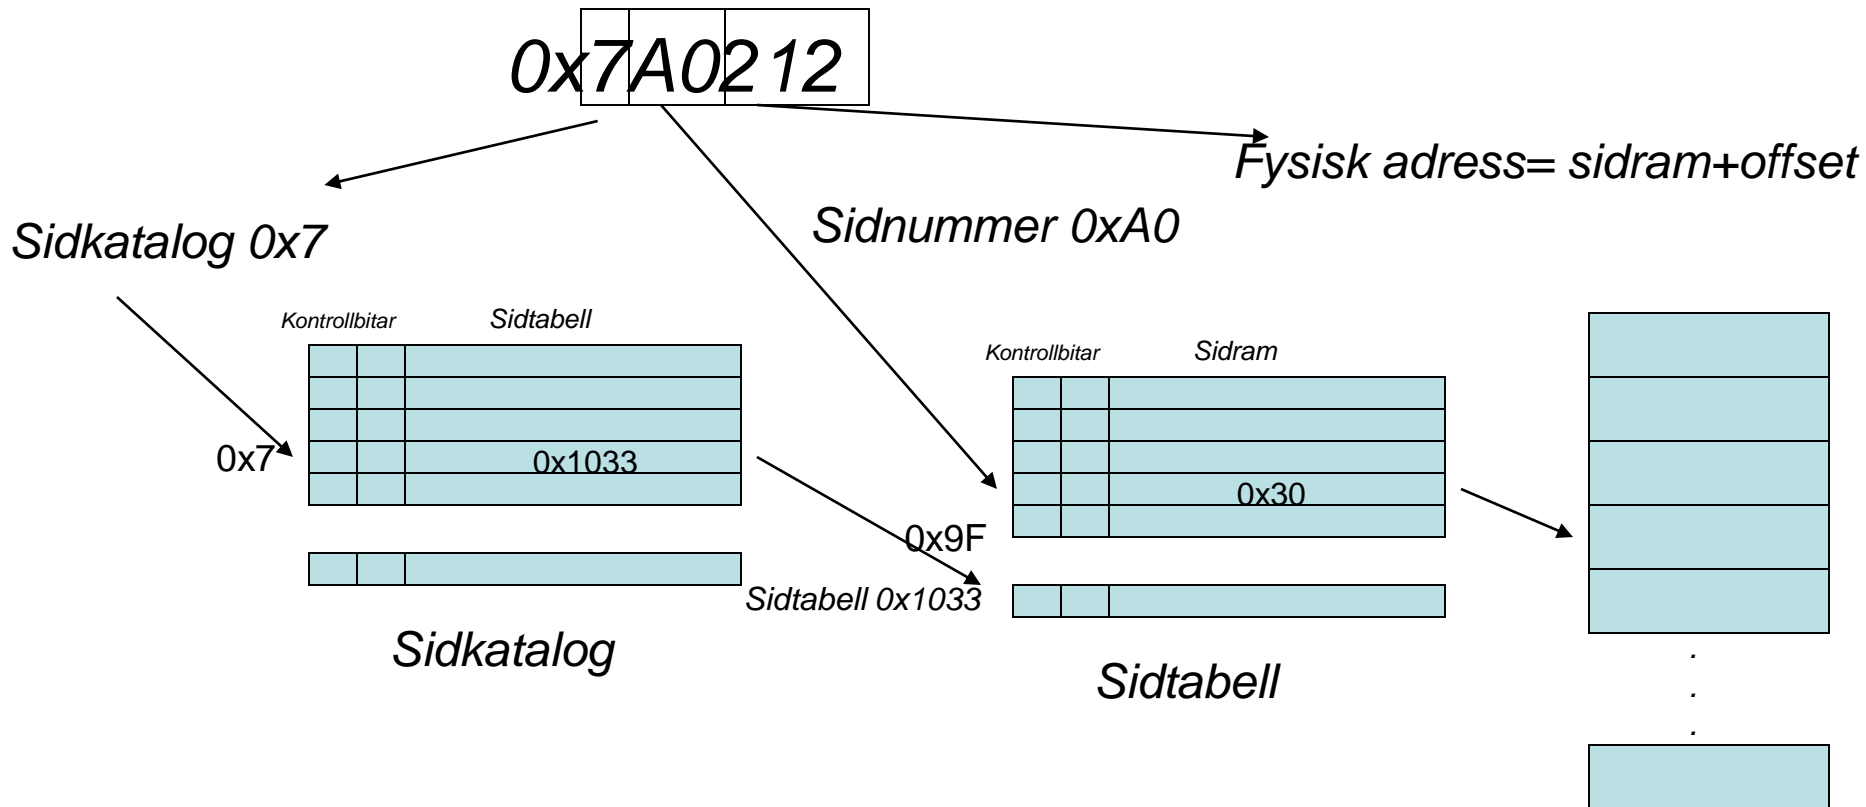 0x7A0212
Fysisk adress= sidram+offset
Sidnummer 0xA0
Sidkatalog 0x7
Kontrollbitar
Sidtabell
Kontrollbitar
Sidram
0x7
0x1033
0x30
0x9F
Sidtabell 0x1033
Sidkatalog
Sidtabell
.
.
.